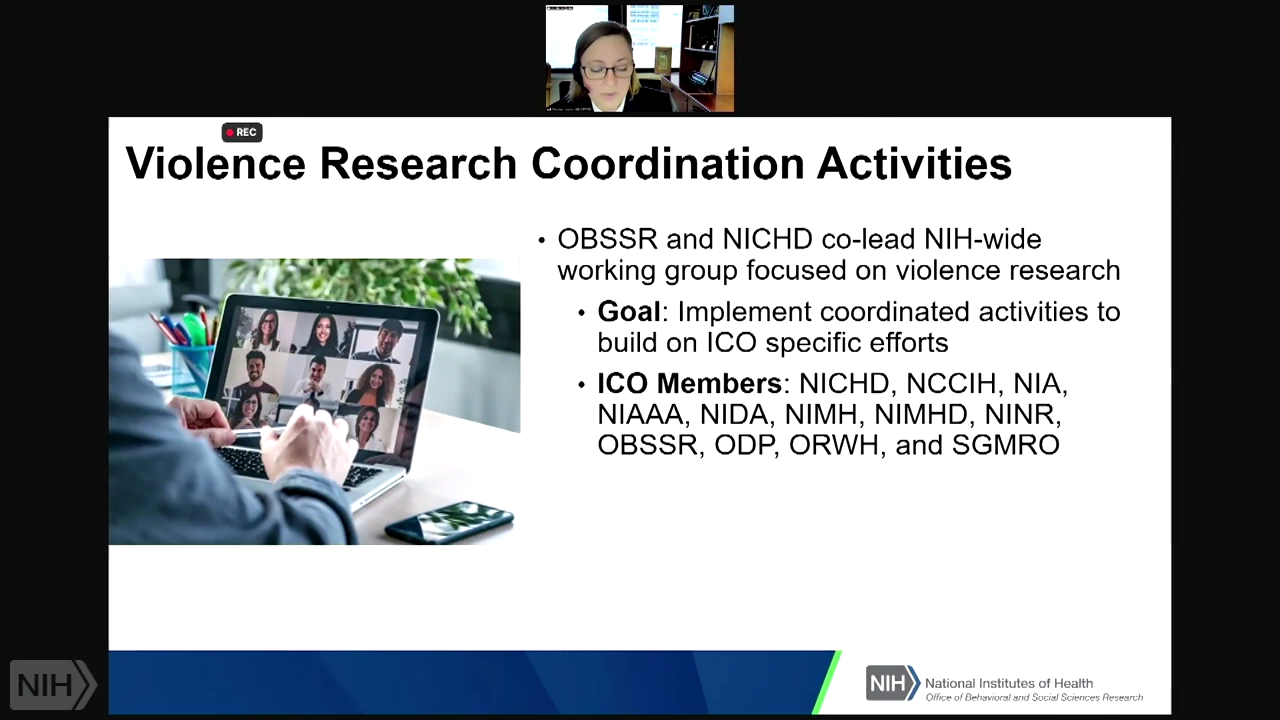 REC
Violence Research Coordination Activities
• OBSSR and NICHD co-lead NIH-wide
working group focused on violence research
• Goal: Implement coordinated activities to
build on ICO specific efforts
• ICO Members: NICHD, NCCIH, NIA,
NIAAA, NIDA, NIMH, NIMHD, NINR,
OBSSR, ODP, ORWH, and SGMRO
NIH
NIH
National Institutes of Health
Office of Behavioral and Social Sciences Research